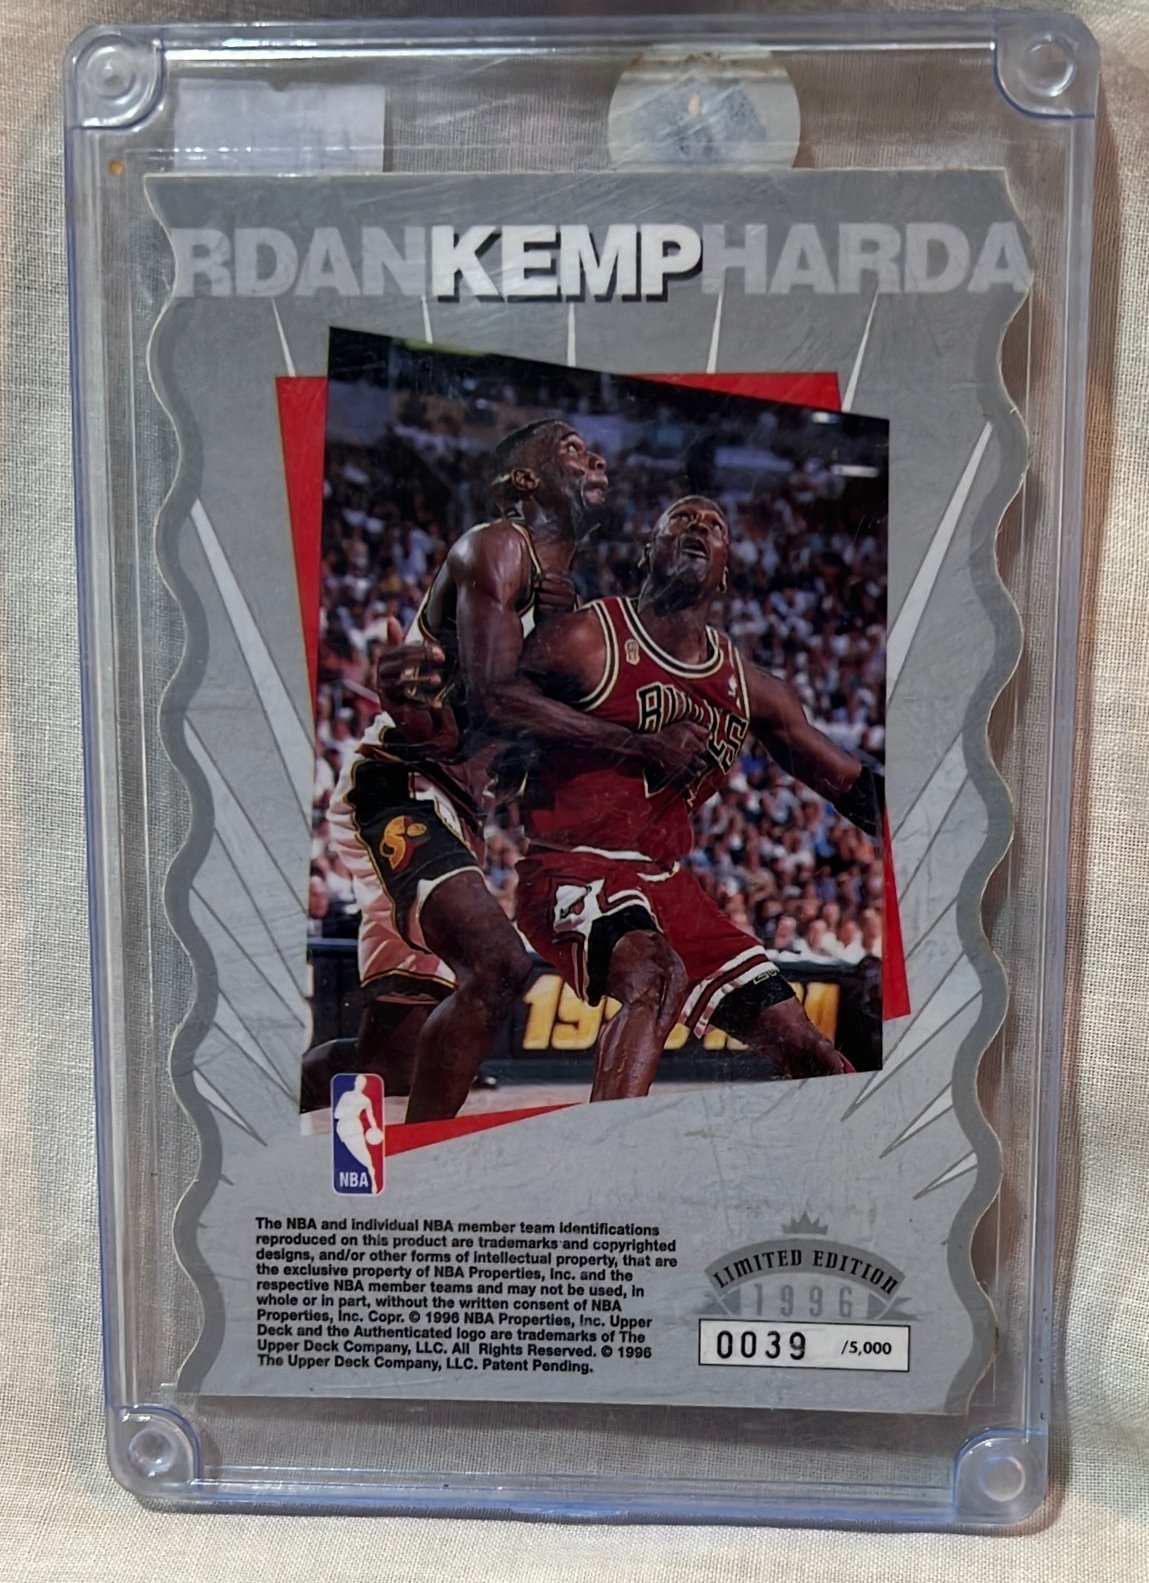 RDANKEMPHARDA
BULLS
NBA
The NBA and individual NBA member team identifications
reproduced on this product are trademarks and copyrighted
designs, and/or other forms of intellectual property, that are
the exclusive property of NBA Properties, Inc. and the
respective NBA member teams and may not be used, in
whole or in part, without the written consent of NBA
Properties, Inc. Copr. © 1996 NBA Properties, Inc. Upper
Deck and the Authenticated logo are trademarks of The
Upper Deck Company, LLC. All Rights Reserved. © 1996
The Upper Deck Company, LLC. Patent Pending.
LIMITED EDITION
1996
0039 /5,000